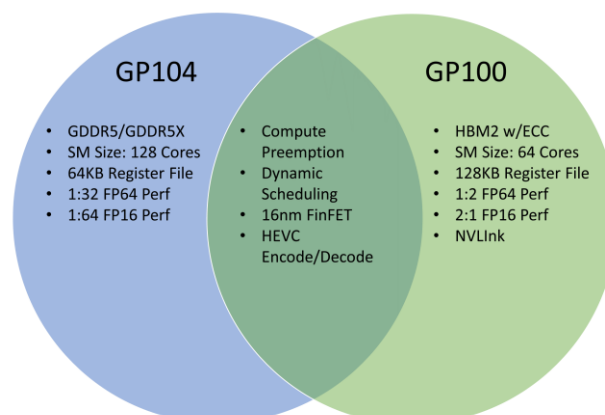 GP104
• GDDR5/GDDR5X
• SM Size: 128 Cores
• 64KB Register File
• 1:32 FP64 Perf
• 1:64 FP16 Perf
• Compute
Preemption
• Dynamic
Scheduling
• 16nm FinFET
• HEVC
Encode/Decode
GP100
• HBM2 w/ECC
• SM Size: 64 Cores
• 128KB Register File
• 1:2 FP64 Perf
• 2:1 FP16 Perf
• NVLInk